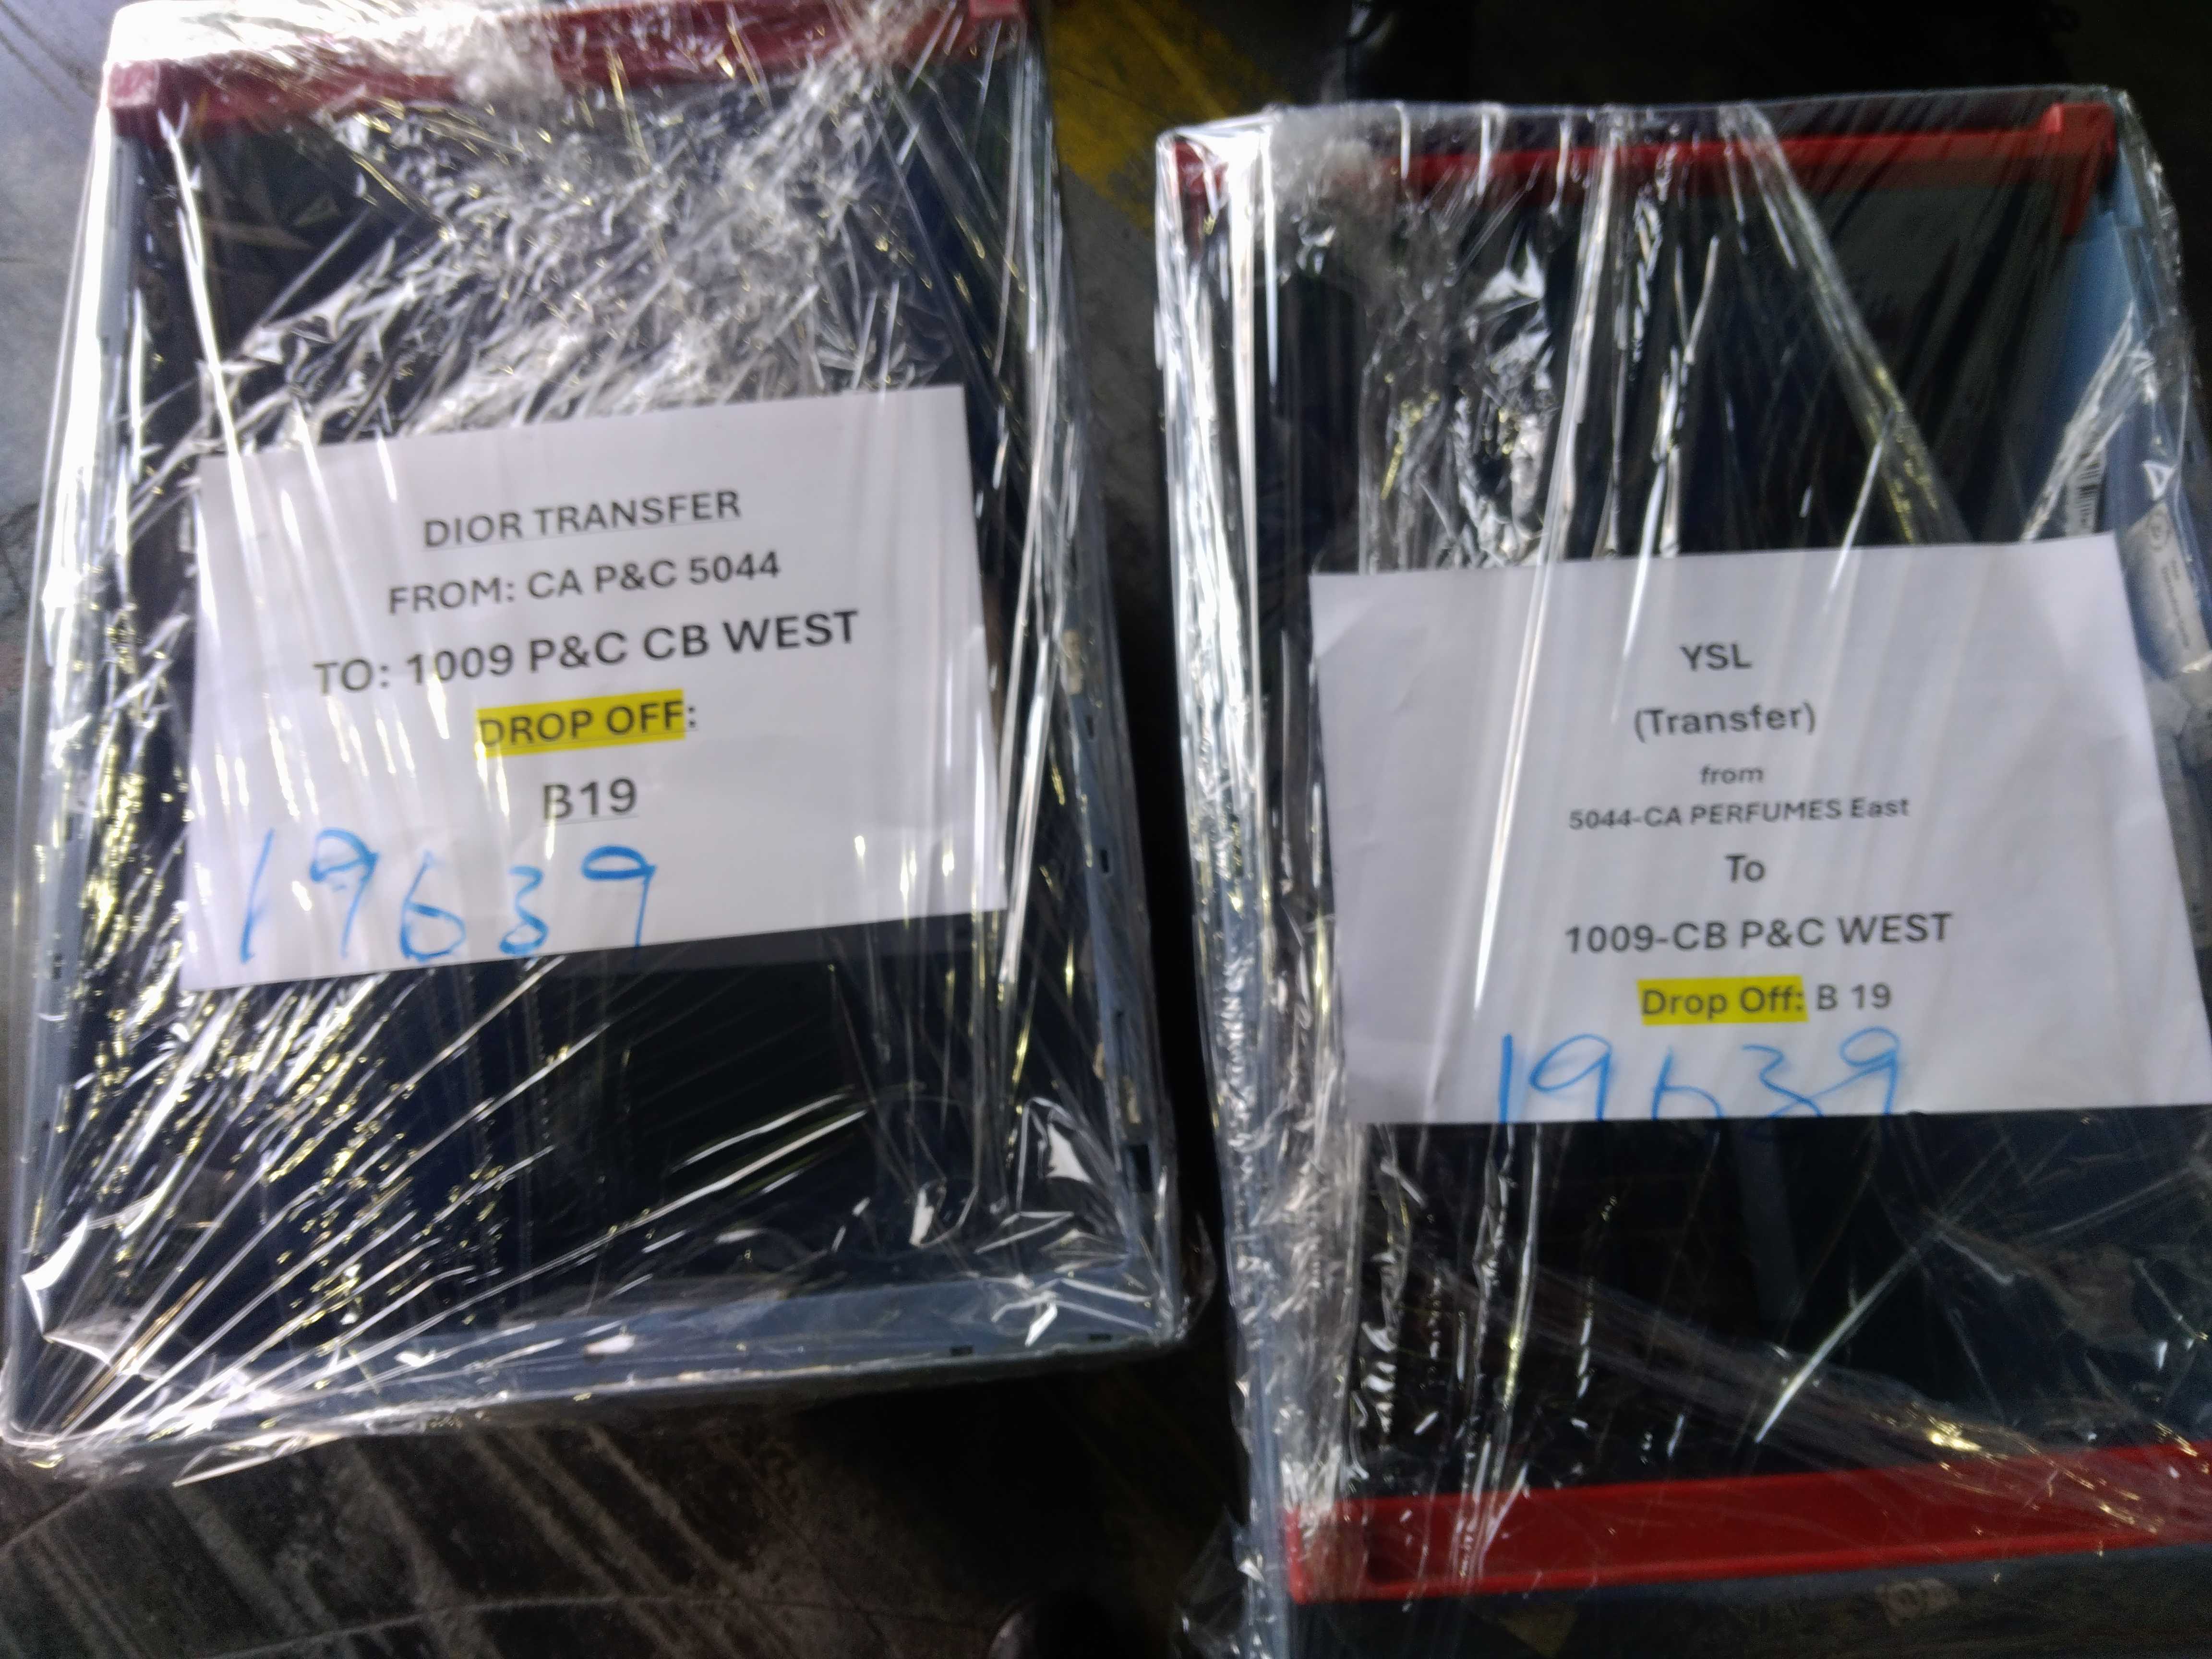 DIOR TRANSFER
FROM: CA P&C 5044
TO: 1009 P&C CB WEST
DROP OFF:
B19
19639
YSL
(Transfer)
from
5044-CA PERFUMES East
To
1009-CB P&C WEST
Drop Off: B 19
19639